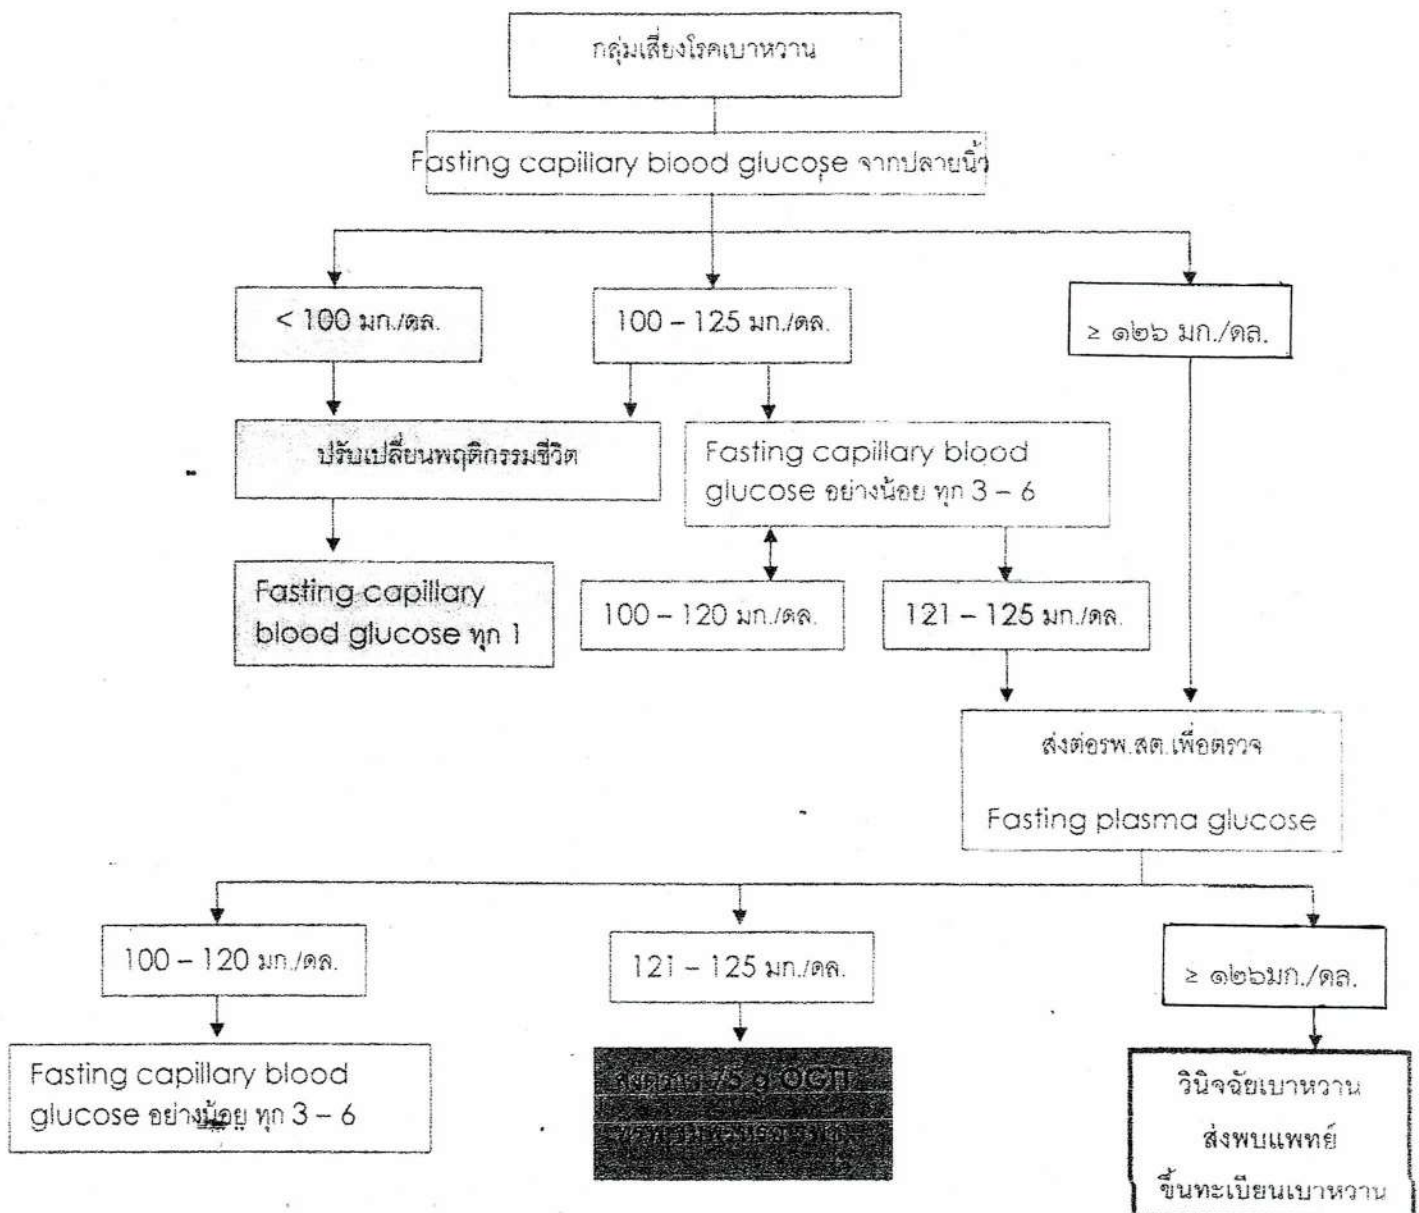 กลุ่มเสี่ยงโรคเบาหวาน
Fasting capillary blood glucose จากปลายนิ้ว
< 100 มก./ดล.
100 – 125 มก./ดล.
≥ ๑๒๖ มก./ดล.
ปรับเปลี่ยนพฤติกรรมชีวิต
Fasting capillary blood
glucose อย่างน้อย ทุก 3 – 6
Fasting capillary
blood glucose ทุก 1
100 – 120 มก./ดล.
121 – 125 มก./ดล.
ส่งต่อรพ.สต.เพื่อตรวจ
Fasting plasma glucose
100 – 120 มก./ดล.
121 – 125 มก./ดล.
≥ ๑๒๖มก./ดล.
Fasting capillary blood
glucose อย่างน้อย ทุก 3 – 6
75 g OGTT
วินิจฉัยเบาหวาน
ส่งพบแพทย์
ขึ้นทะเบียนเบาหวาน